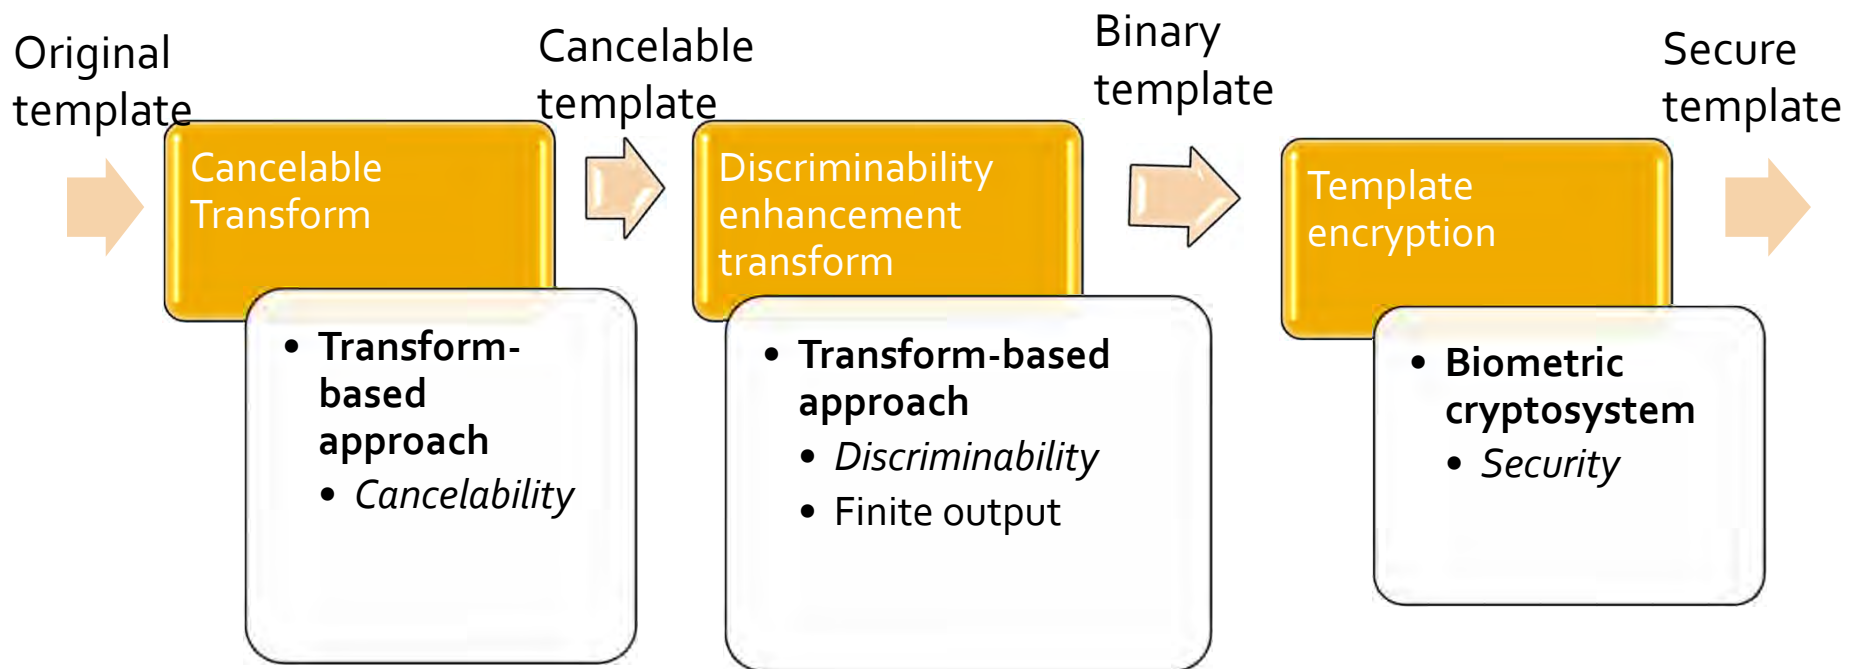 Original
template
Cancelable
Transform
• Transform-
based
approach
• Cancelability
Cancelable
template
Discriminability
enhancement
transform
• Transform-based
approach
• Discriminability
• Finite output
Binary
template
Template
encryption
• Biometric
cryptosystem
• Security
Secure
template